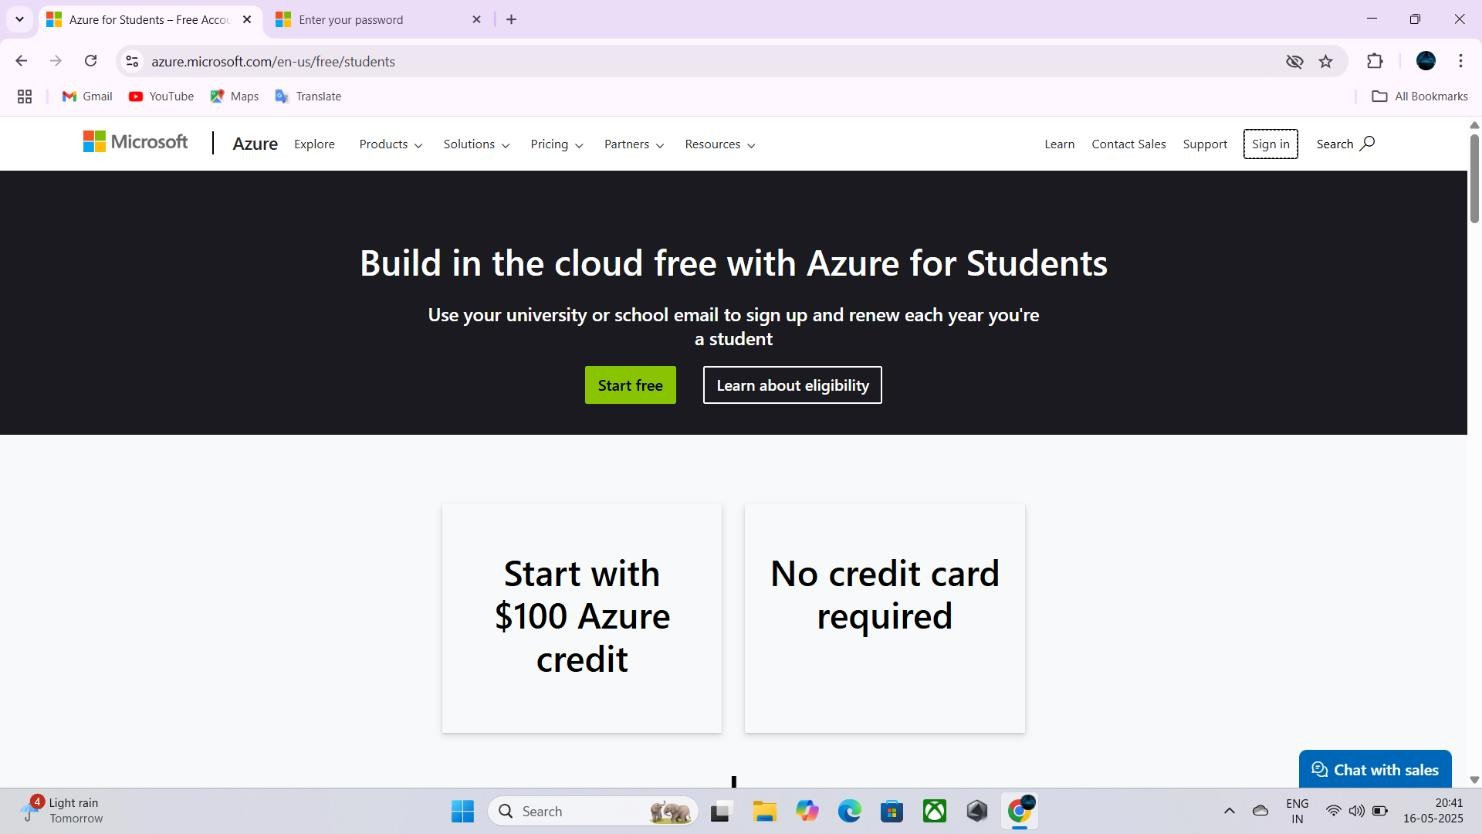 Azure for Students – Free Accou
Enter your password
azure.microsoft.com/en-us/free/students
Gmail
YouTube
Maps
Translate
All Bookmarks
Microsoft
Azure
Explore
Products
Solutions
Pricing
Partners
Resources
Learn
Contact Sales
Support
Sign in
Search
Build in the cloud free with Azure for Students
Use your university or school email to sign up and renew each year you're
a student
Start free
Learn about eligibility
Start with
$100 Azure
credit
No credit card
required
Chat with sales
4
Light rain
Tomorrow
Search
ENG
IN
20:41
16-05-2025